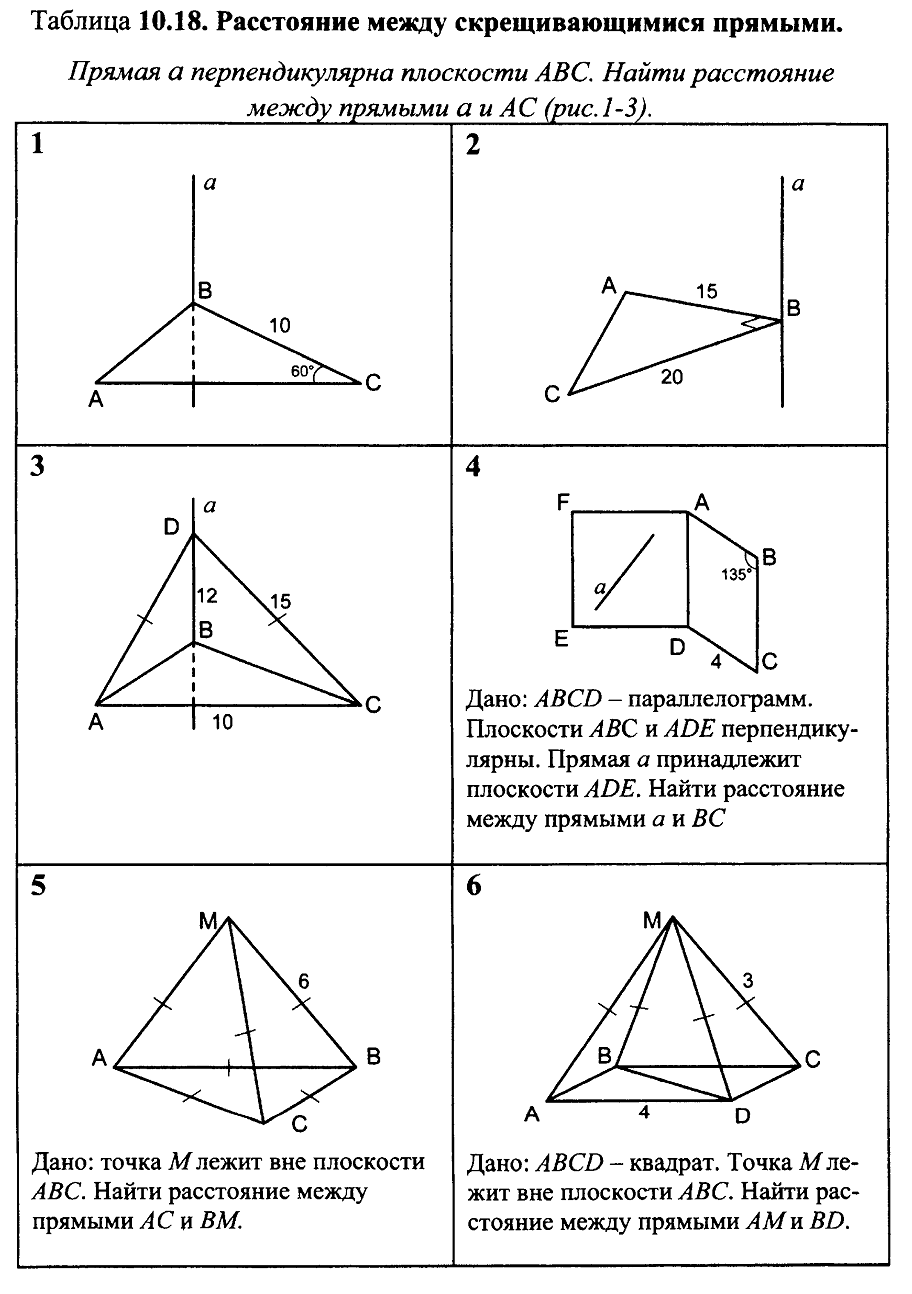 Таблица 10.18. Расстояние между скрещивающимися прямыми.
Прямая a перпендикулярна плоскости ABC. Найти расстояние
между прямыми a и AC (рис.1-3).
1
a
B
10
60°
A
C
2
a
A
15
B
C
20
3
a
D
12
15
B
A
10
C
4
F
A
B
135°
a
E
D
4
C
Дано: ABCD – параллелограмм.
Плоскости ABC и ADE перпендику-
лярны. Прямая a принадлежит
плоскости ADE. Найти расстояние
между прямыми a и BC
5
M
6
A
B
C
Дано: точка M лежит вне плоскости
ABC. Найти расстояние между
прямыми AC и BM.
6
M
3
B
C
A
4
D
Дано: ABCD – квадрат. Точка M ле-
жит вне плоскости ABC. Найти рас-
стояние между прямыми AM и BD.